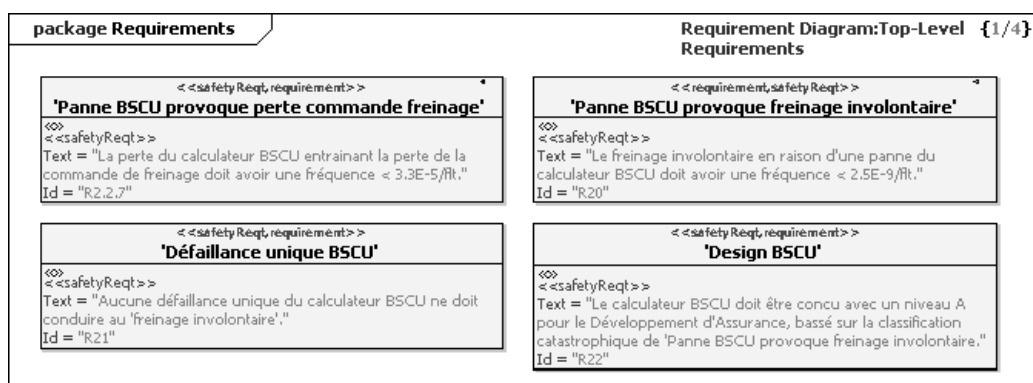 package Requirements
Requirement Diagram:Top-Level {1/4}
Requirements
<<safetyReqt,requirement>>
'Panne BSCU provoque perte commande freinage'
<<safetyReqt>>
Text = "La perte du calculateur BSCU entrainant la perte de la
commande de freinage doit avoir une fréquence < 3.3E-5/flt."
Id = "R2.2.7"
<<requirement,safetyReqt>>
'Panne BSCU provoque freinage involontaire'
<<safetyReqt>>
Text = "Le freinage involontaire en raison d'une panne du
calculateur BSCU doit avoir une fréquence < 2.5E-9/flt."
Id = "R20"
<<safetyReqt,requirement>>
'Défaillance unique BSCU'
<<safetyReqt>>
Text = "Aucune défaillance unique du calculateur BSCU ne doit
conduire au 'freinage involontaire'."
Id = "R21"
<<safetyReqt,requirement>>
'Design BSCU'
<<safetyReqt>>
Text = "Le calculateur BSCU doit être concu avec un niveau A
pour le Développement d'Assurance, bassé sur la classification
catastrophique de 'Panne BSCU provoque freinage involontaire."
Id = "R22"